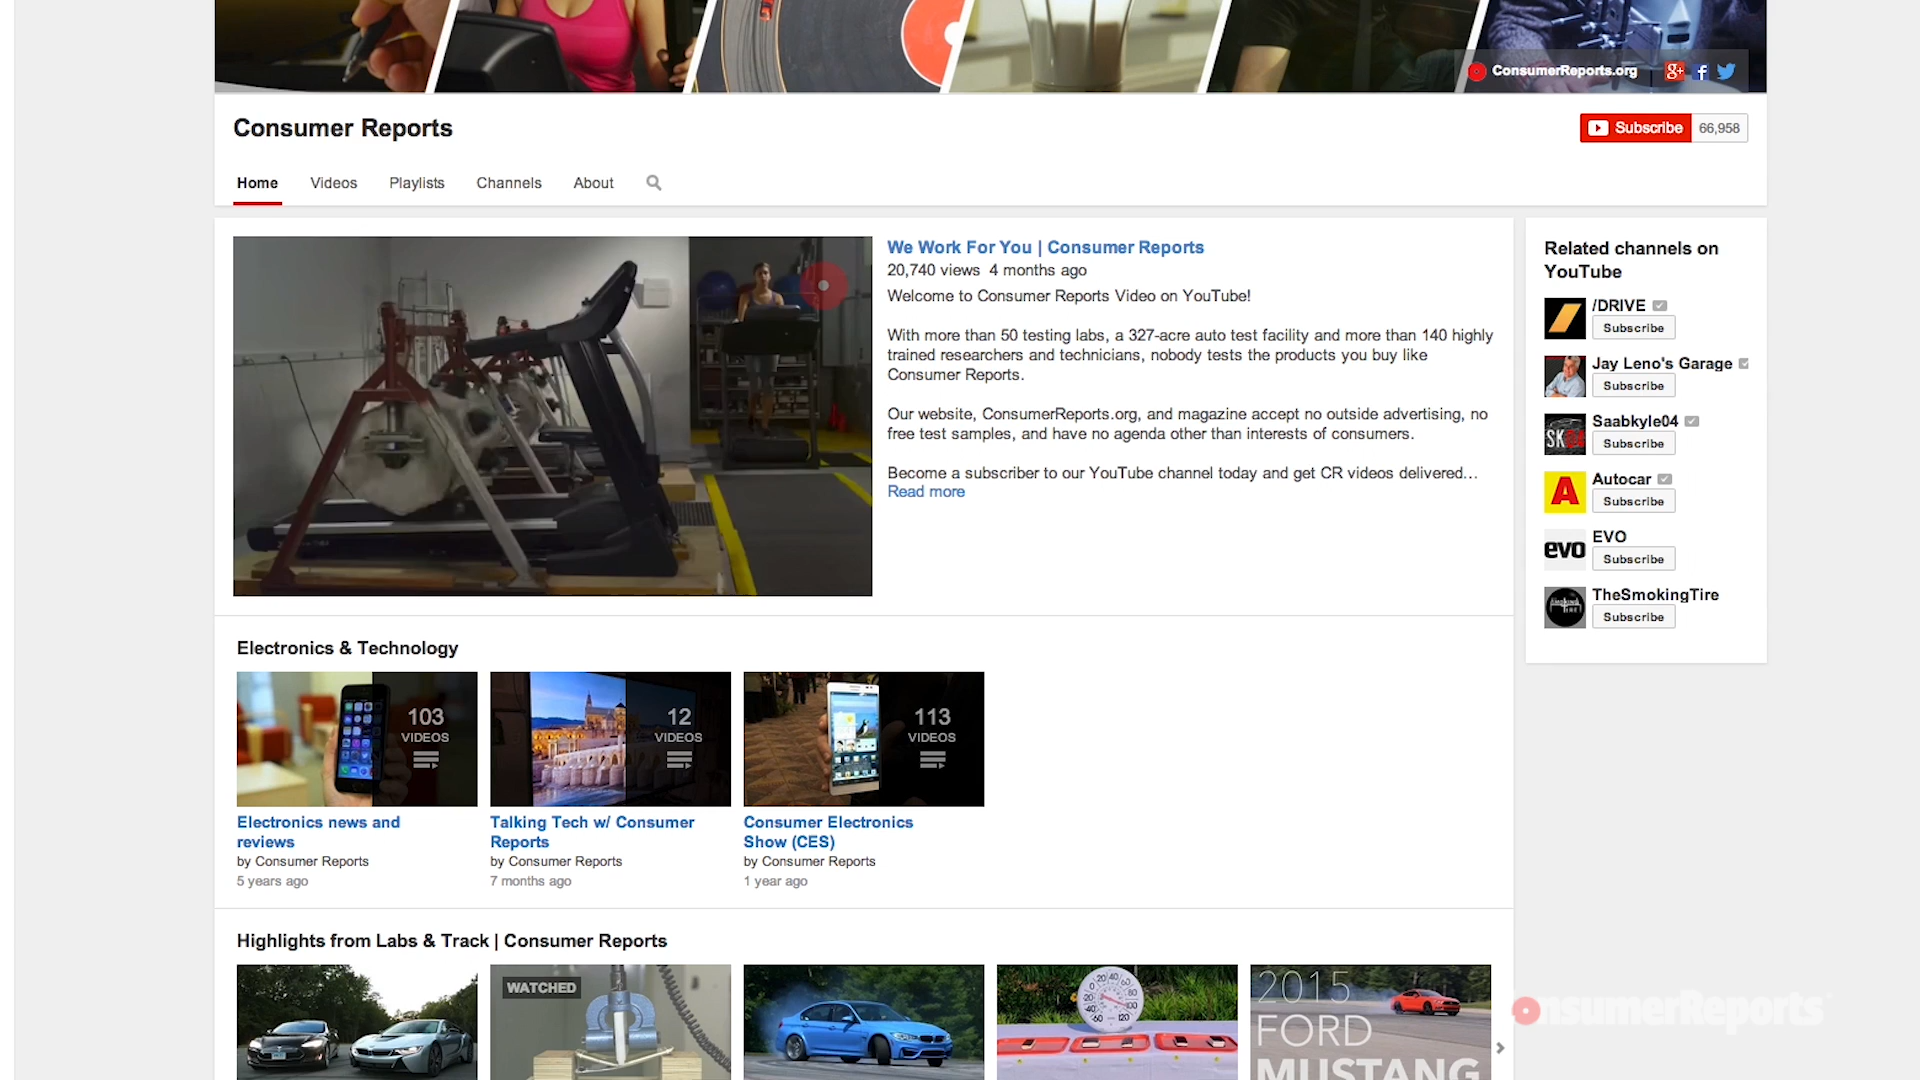 ConsumerReports.org
Consumer Reports
Subscribe 66,958
Home Videos Playlists Channels About
We Work For You | Consumer Reports
20,740 views 4 months ago
Welcome to Consumer Reports Video on YouTube!
With more than 50 testing labs, a 327-acre auto test facility and more than 140 highly
trained researchers and technicians, nobody tests the products you buy like
Consumer Reports.
Our website, ConsumerReports.org, and magazine accept no outside advertising, no
free test samples, and have no agenda other than interests of consumers.
Become a subscriber to our YouTube channel today and get CR videos delivered...
Read more
Related channels on
YouTube
/DRIVE
Subscribe
Jay Leno's Garage
Subscribe
Saabkyle04
Subscribe
A
Autocar
Subscribe
evo
EVO
Subscribe
TheSmokingTire
Subscribe
Electronics & Technology
103
VIDEOS
12
VIDEOS
113
VIDEOS
Electronics news and
reviews
by Consumer Reports
5 years ago
Talking Tech w/ Consumer
Reports
by Consumer Reports
7 months ago
Consumer Electronics
Show (CES)
by Consumer Reports
1 year ago
Highlights from Labs & Track | Consumer Reports
WATCHED
2015
FORD
MUSTANG
ConsumerReports